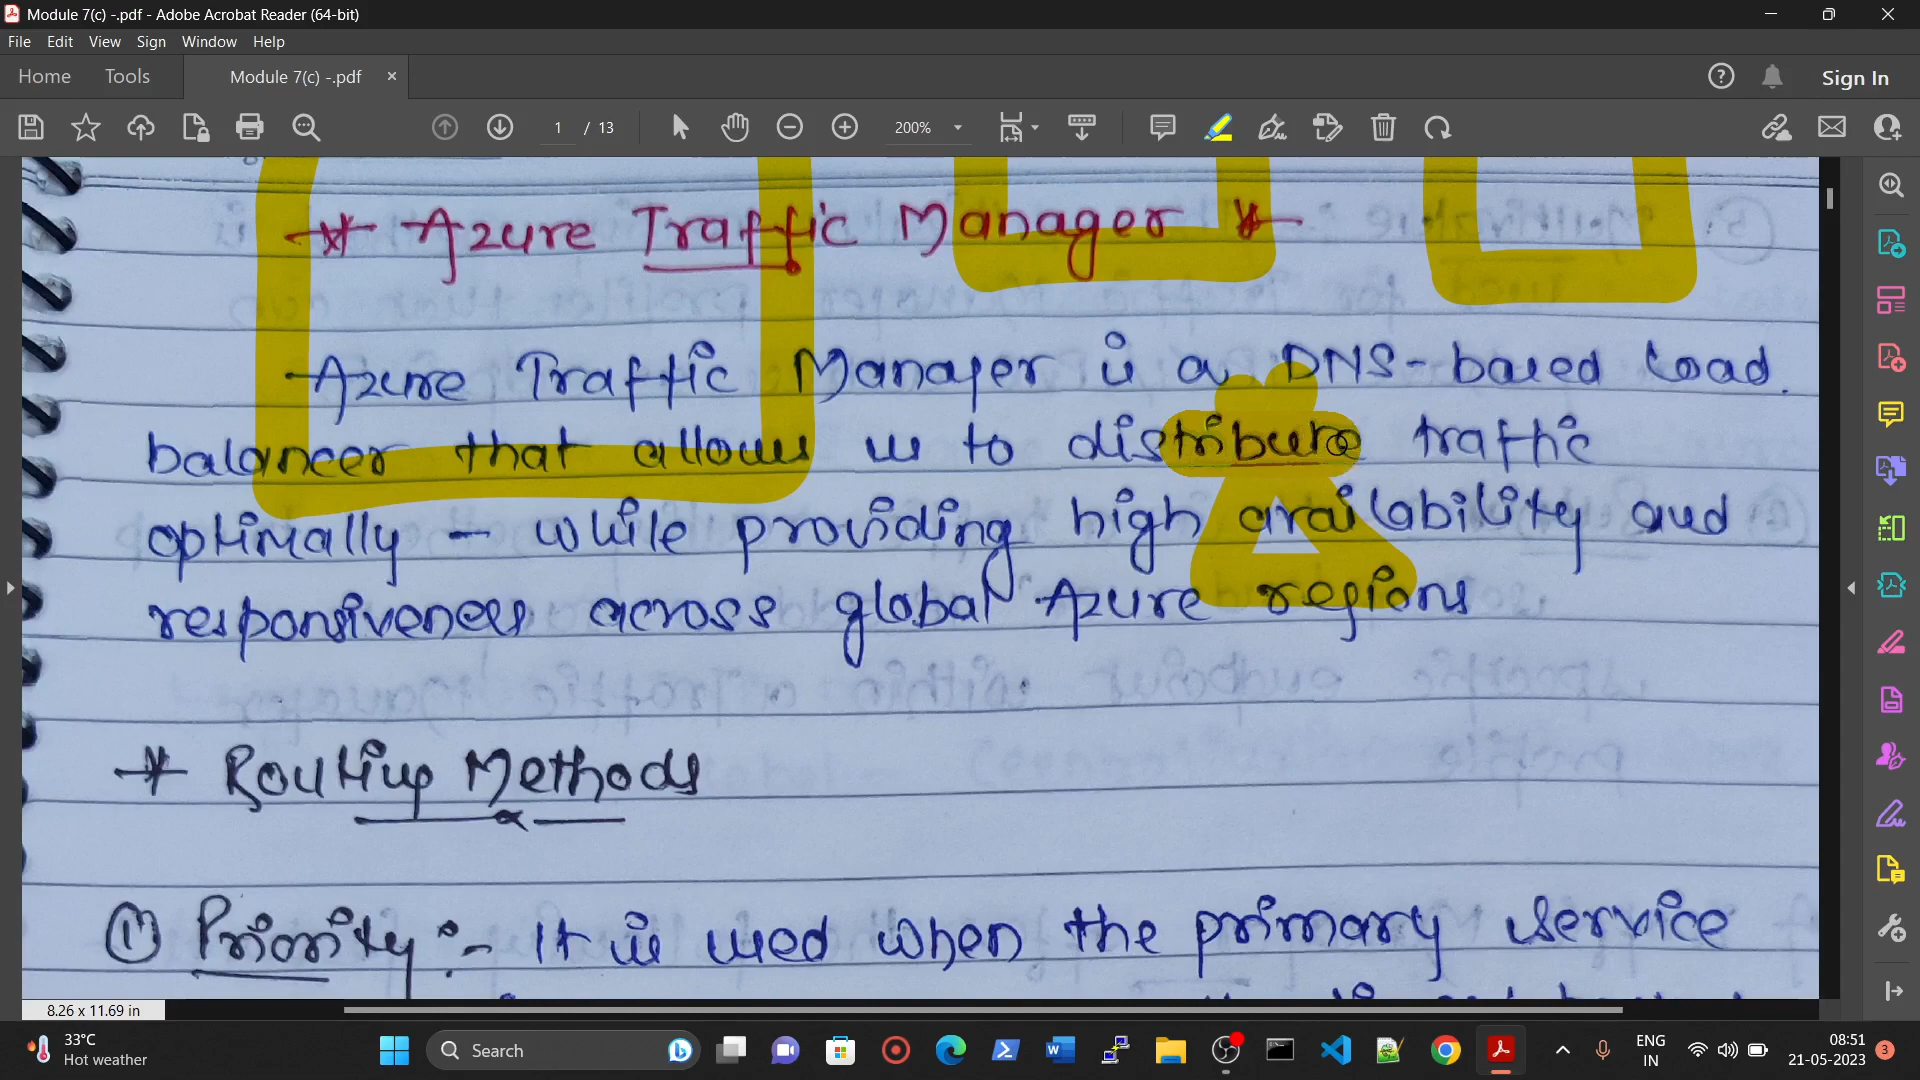 Module 7(c) -.pdf - Adobe Acrobat Reader (64-bit)
File Edit View Sign Window Help
Home Tools Module 7(c) -.pdf × Sign In
1 / 13 200%
* Azure Traffic Manager *
Azure Traffic Manager is a DNS-based load
balancer that allows us to distribute traffic
optimally - while providing high availability and
responsiveness across global Azure regions
* Routing Methods
① Priority :- It is used when the primary service
8.26 x 11.69 in
33°C
Hot weather
Search
ENG
IN
08:51
21-05-2023
3